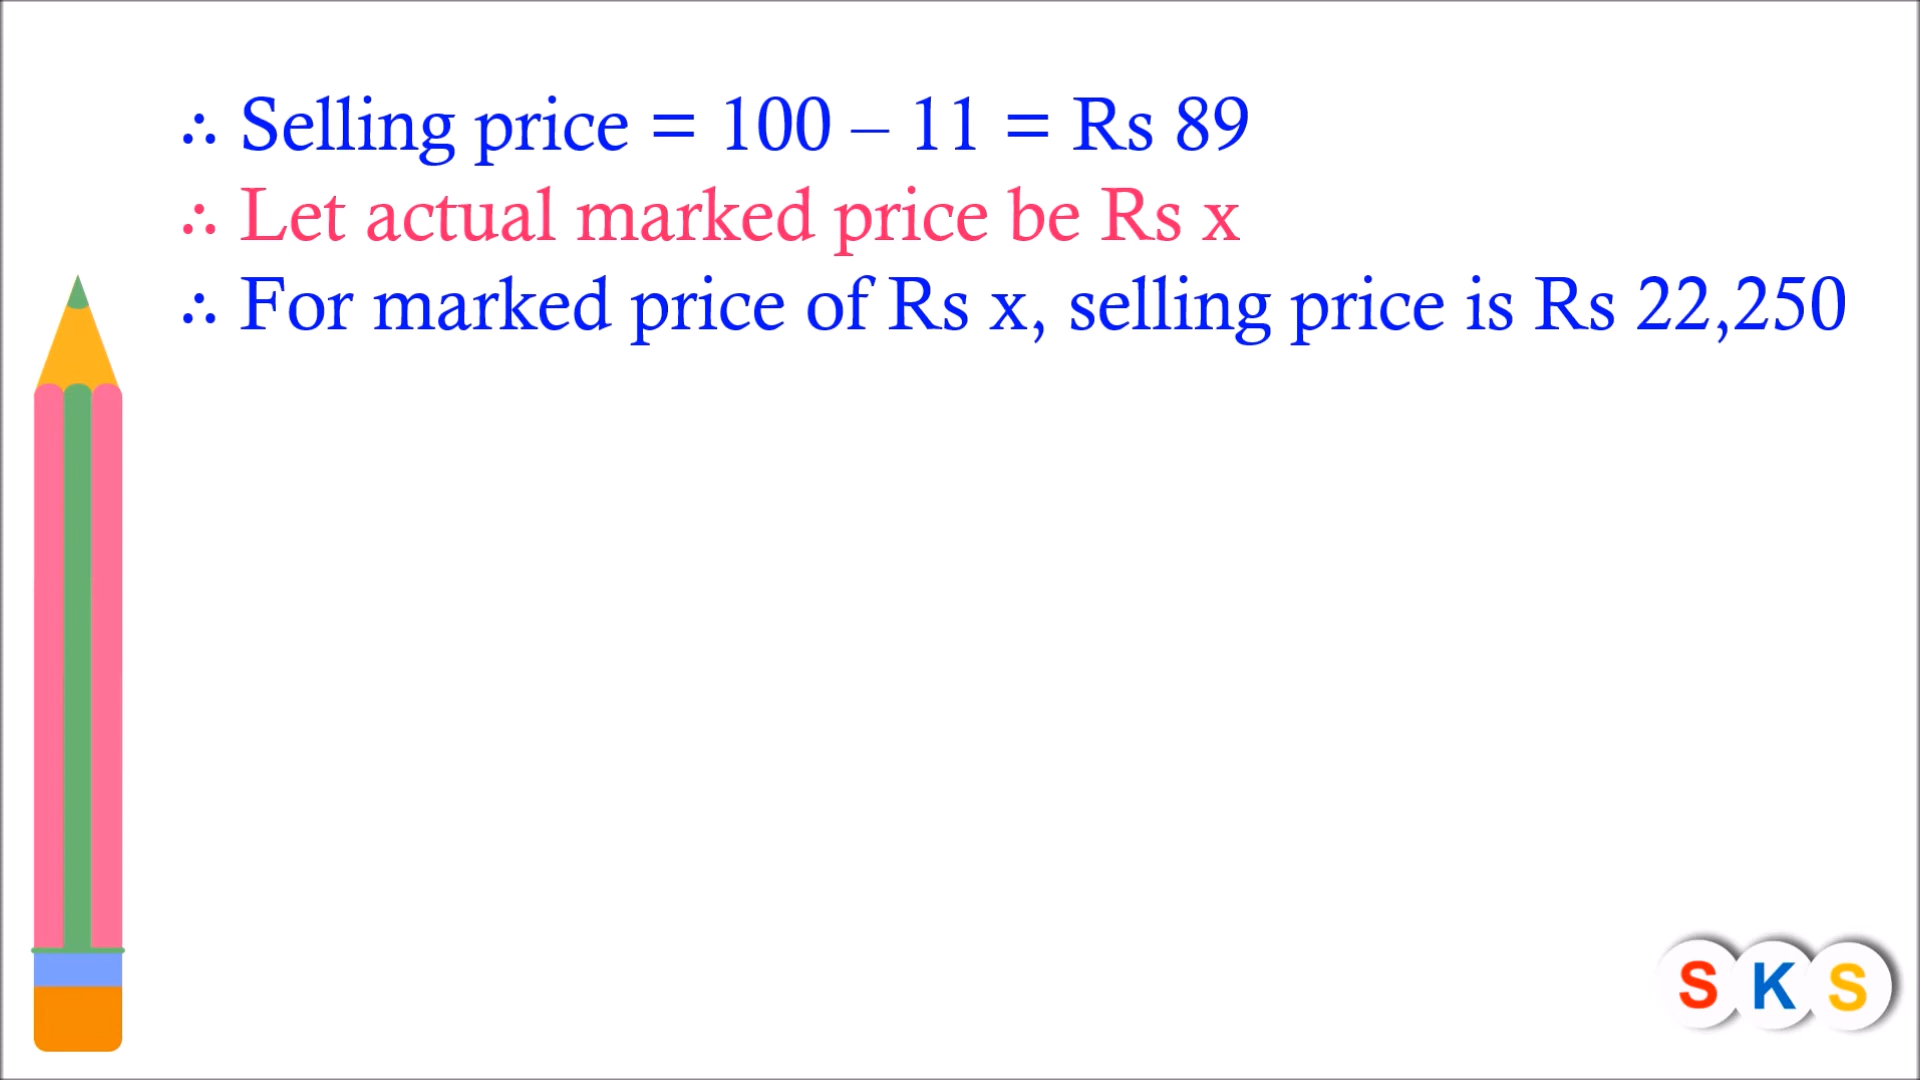 ∴ Selling price = 100 – 11 = Rs 89
∴ Let actual marked price be Rs x
∴ For marked price of Rs x, selling price is Rs 22,250
SKS